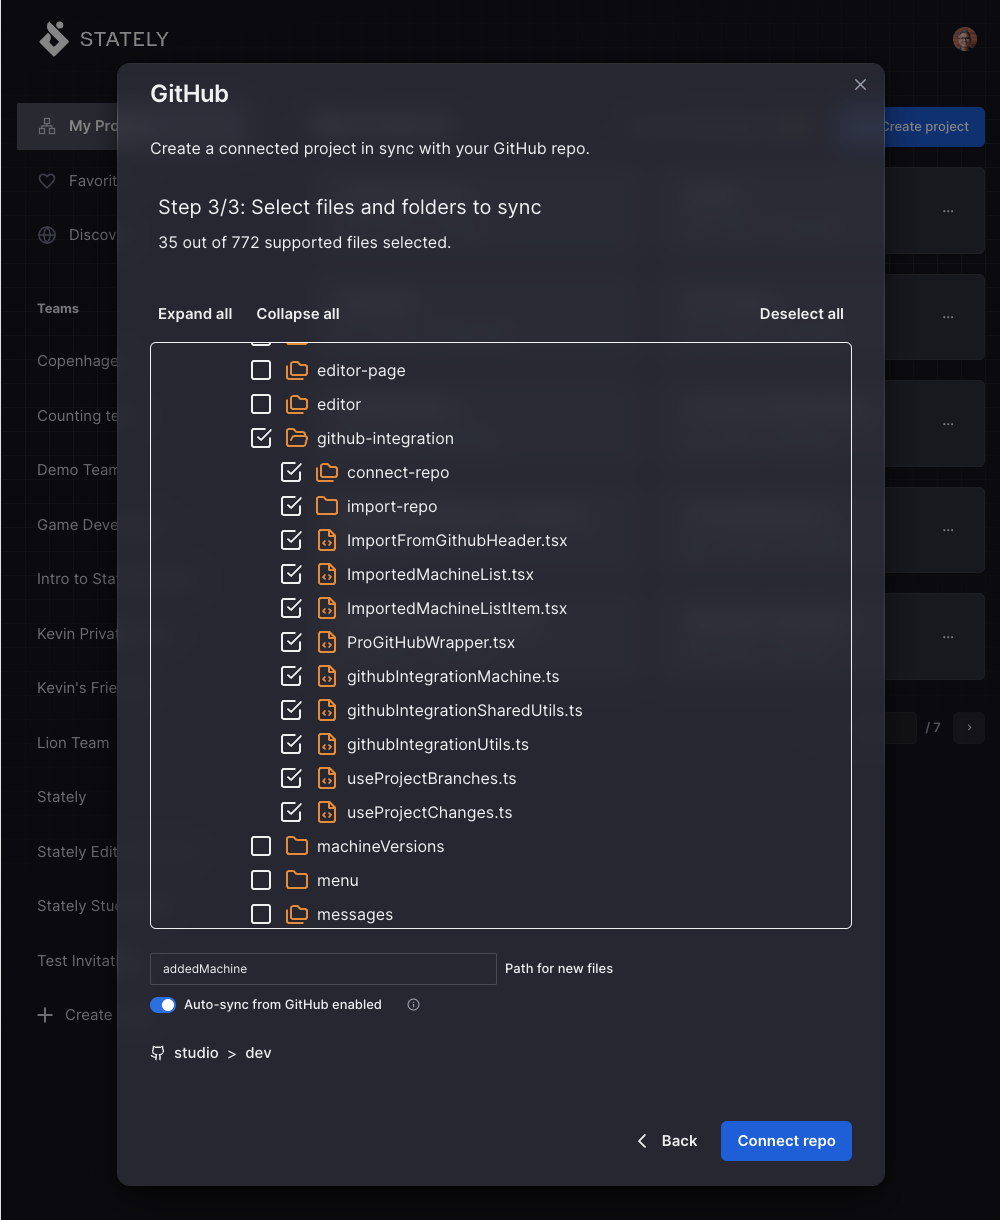 STATELY
GitHub
My Pro
Create project
Create a connected project in sync with your GitHub repo.
Favorit
Step 3/3: Select files and folders to sync
Discov
35 out of 772 supported files selected.
Teams
Expand all
Collapse all
Deselect all
Copenhage
editor-page
editor
Counting te
github-integration
Demo Team
connect-repo
import-repo
Game Deve
ImportFromGithubHeader.tsx
Intro to Sta
ImportedMachineList.tsx
ImportedMachineListItem.tsx
Kevin Privat
ProGitHubWrapper.tsx
githubIntegrationMachine.ts
Kevin's Frie
githubIntegrationSharedUtils.ts
/ 7
Lion Team
githubIntegrationUtils.ts
useProjectBranches.ts
Stately
useProjectChanges.ts
Stately Edit
machineVersions
menu
Stately Stu
messages
Test Invitati
addedMachine
Path for new files
Auto-sync from GitHub enabled
Create
studio > dev
Back
Connect repo